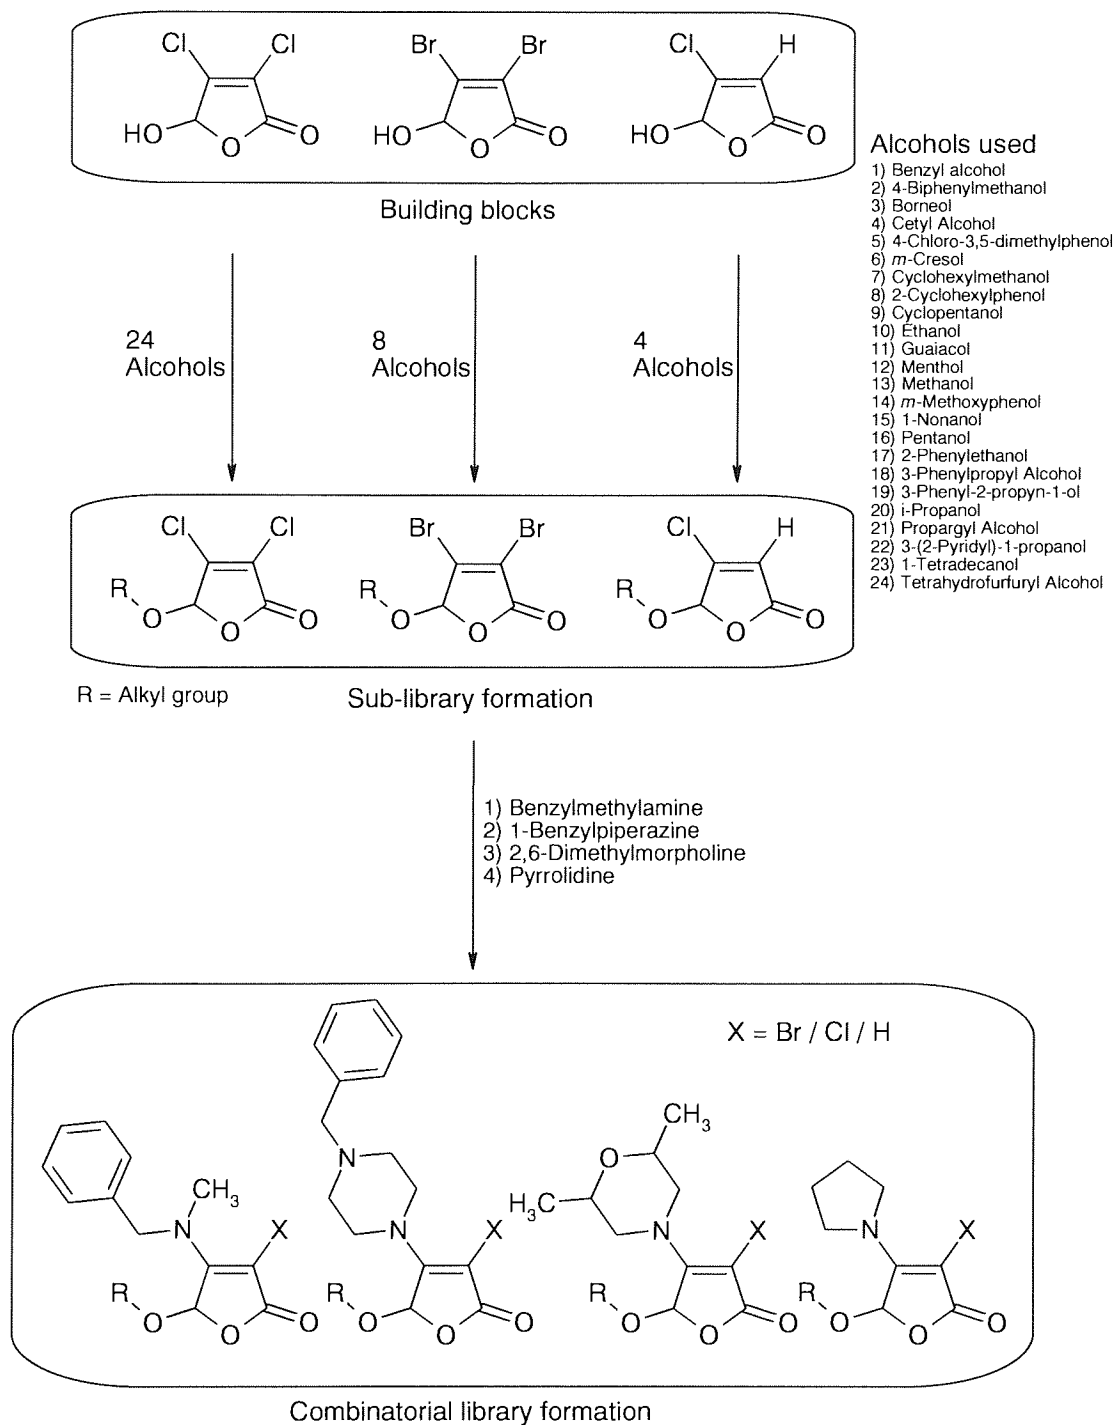 Cl Cl Br Br Cl H
HO O O HO O O HO O O
Building blocks
Alcohols used
1) Benzyl alcohol
2) 4-Biphenylmethanol
3) Borneol
4) Cetyl Alcohol
5) 4-Chloro-3,5-dimethylphenol
6) m-Cresol
7) Cyclohexylmethanol
8) 2-Cyclohexylphenol
9) Cyclopentanol
10) Ethanol
11) Guaiacol
12) Menthol
13) Methanol
14) m-Methoxyphenol
15) 1-Nonanol
16) Pentanol
17) 2-Phenylethanol
18) 3-Phenylpropyl Alcohol
19) 3-Phenyl-2-propyn-1-ol
20) i-Propanol
21) Propargyl Alcohol
22) 3-(2-Pyridyl)-1-propanol
23) 1-Tetradecanol
24) Tetrahydrofurfuryl Alcohol
24
Alcohols
8
Alcohols
4
Alcohols
Cl Cl Br Br Cl H
R R R
O O O O O O O O O
R = Alkyl group
Sub-library formation
1) Benzylmethylamine
2) 1-Benzylpiperazine
3) 2,6-Dimethylmorpholine
4) Pyrrolidine
X = Br / Cl / H
CH3
O
N
CH3
H3C
N X N X N X N X
R R R R
O O O O O O O O O O O O
Combinatorial library formation